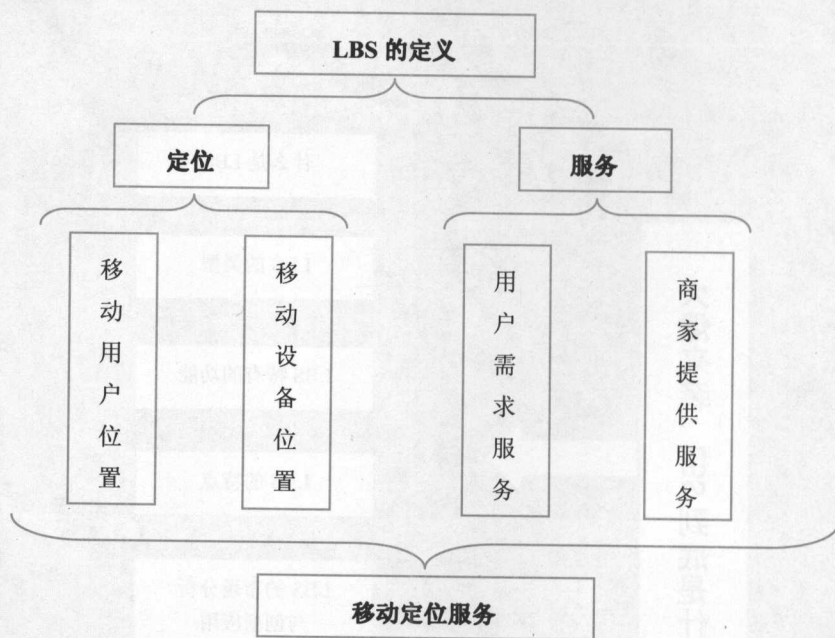 LBS 的定义
定位
服务
移动用户位置
移动设备位置
用户需求服务
商家提供服务
移动定位服务